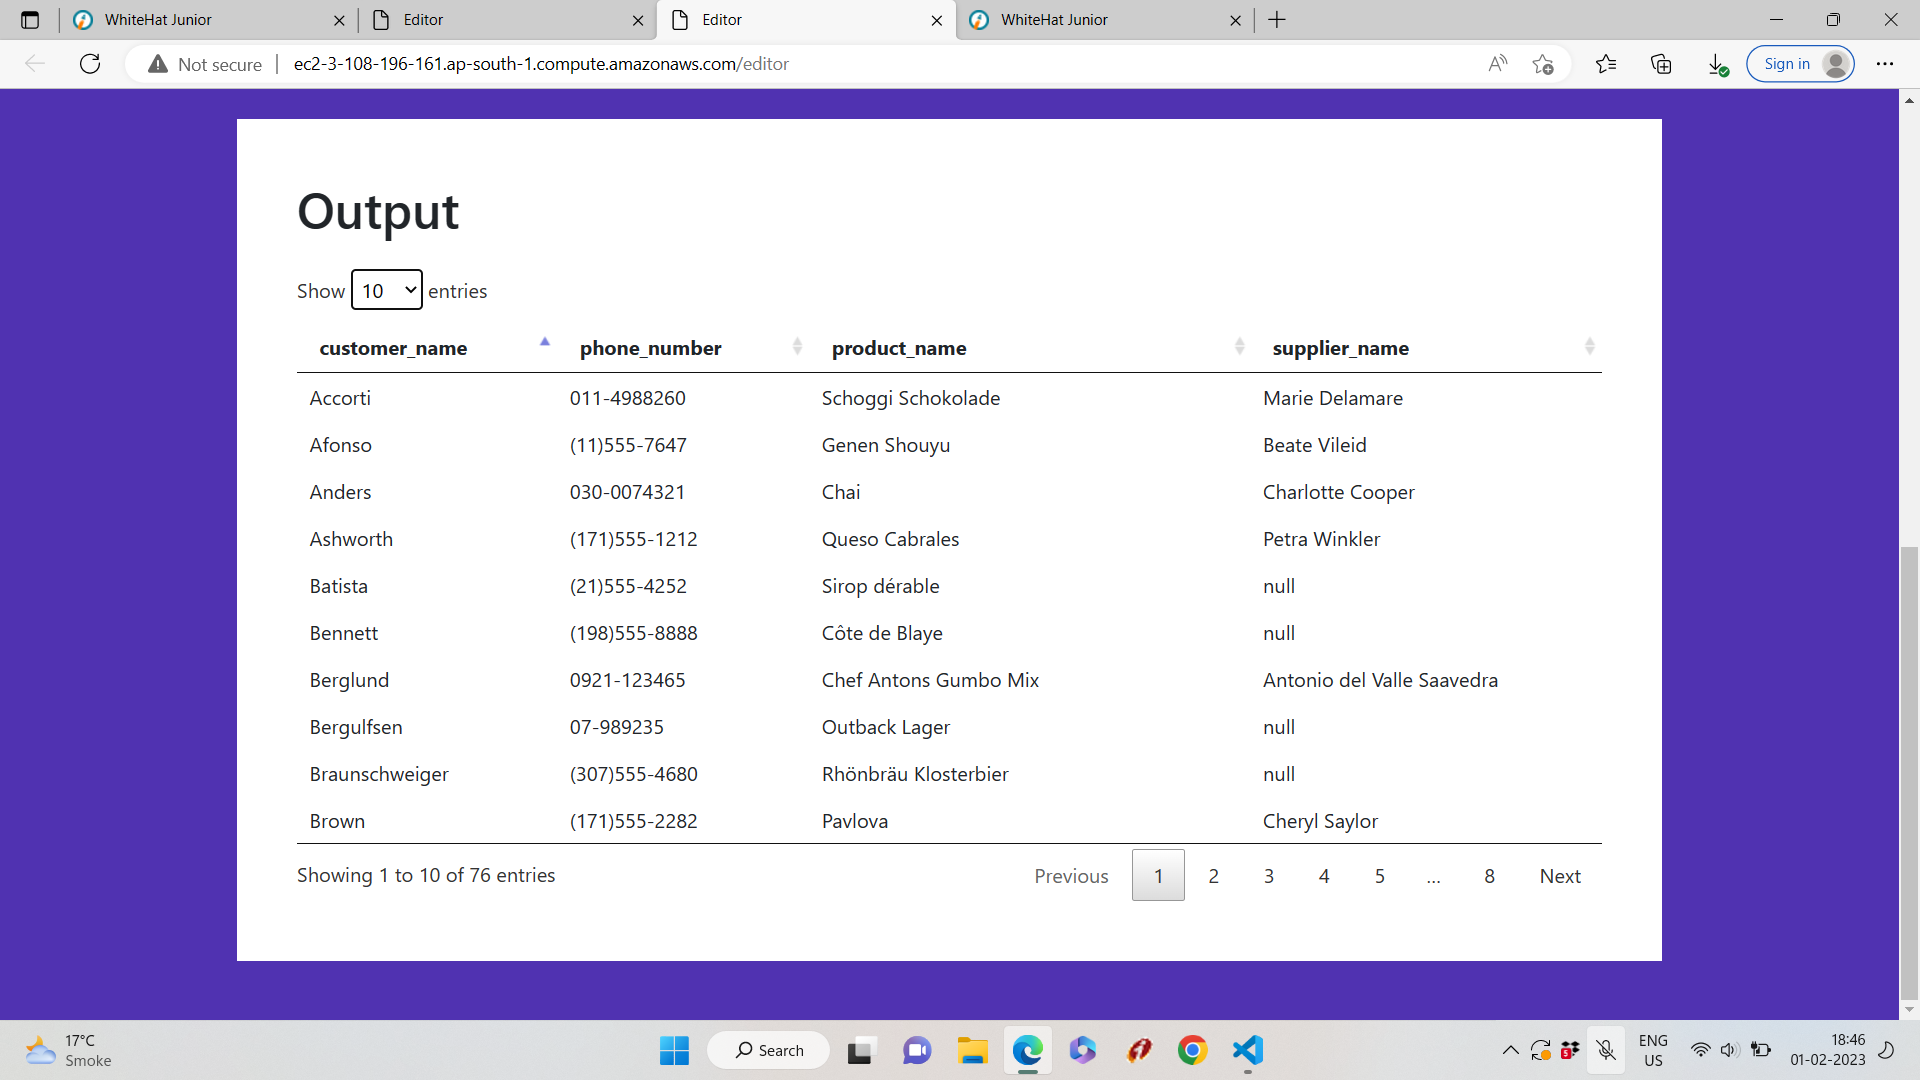 WhiteHat Junior
Editor
Editor
WhiteHat Junior
Not secure
ec2-3-108-196-161.ap-south-1.compute.amazonaws.com/editor
Sign in
Output
Show 10 entries
customer_name phone_number product_name supplier_name
Accorti 011-4988260 Schoggi Schokolade Marie Delamare
Afonso (11)555-7647 Genen Shouyu Beate Vileid
Anders 030-0074321 Chai Charlotte Cooper
Ashworth (171)555-1212 Queso Cabrales Petra Winkler
Batista (21)555-4252 Sirop dérable null
Bennett (198)555-8888 Côte de Blaye null
Berglund 0921-123465 Chef Antons Gumbo Mix Antonio del Valle Saavedra
Bergulfsen 07-989235 Outback Lager null
Braunschweiger (307)555-4680 Rhönbräu Klosterbier null
Brown (171)555-2282 Pavlova Cheryl Saylor
Showing 1 to 10 of 76 entries
Previous 1 2 3 4 5 … 8 Next
17°C
Smoke
Search
5
ENG
US
18:46
01-02-2023